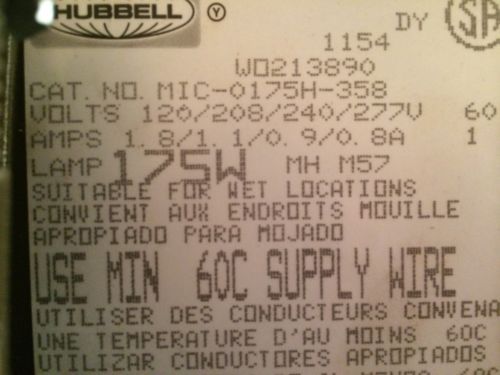 HUBBELL
DY
1154
WO213890
CAT. NO. MIC-0175H-358
VOLTS 120/208/240/277V 60
AMPS 1.8/1.1/0.9/0.8A 1
LAMP 175W MH M57
SUITABLE FOR WET LOCATIONS
CONVIENT AUX ENDROITS MOUILLE
APROPIADO PARA MOJADO
USE MIN 60C SUPPLY WIRE
UTILISER DES CONDUCTEURS CONVENA
UNE TEMPERATURE D'AU MOINS 60C
UTILIZAR CONDUCTORES APROPIADOS